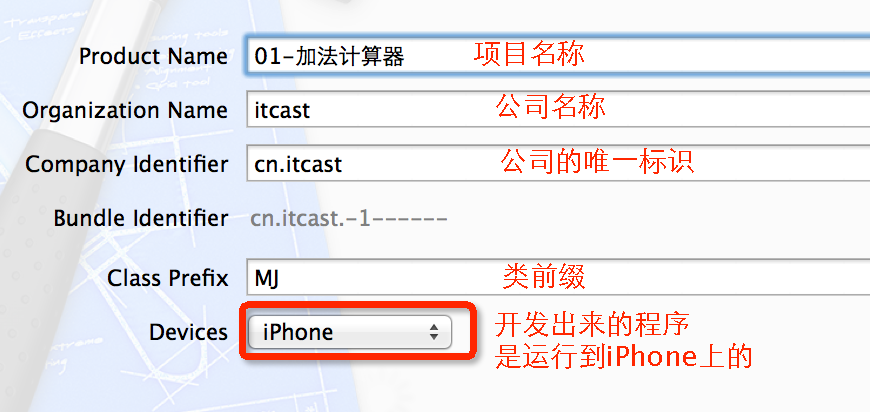 Product Name 01-加法计算器 项目名称
Organization Name itcast 公司名称
Company Identifier cn.itcast 公司的唯一标识
Bundle Identifier cn.itcast.-1------
Class Prefix MJ 类前缀
Devices iPhone 开发出来的程序
是运行到iPhone上的